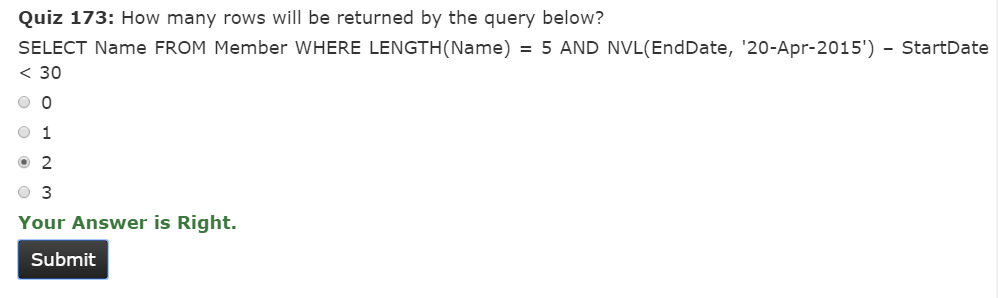 Quiz 173: How many rows will be returned by the query below?
SELECT Name FROM Member WHERE LENGTH(Name) = 5 AND NVL(EndDate, '20-Apr-2015') – StartDate
< 30
0
1
2
3
Your Answer is Right.
Submit